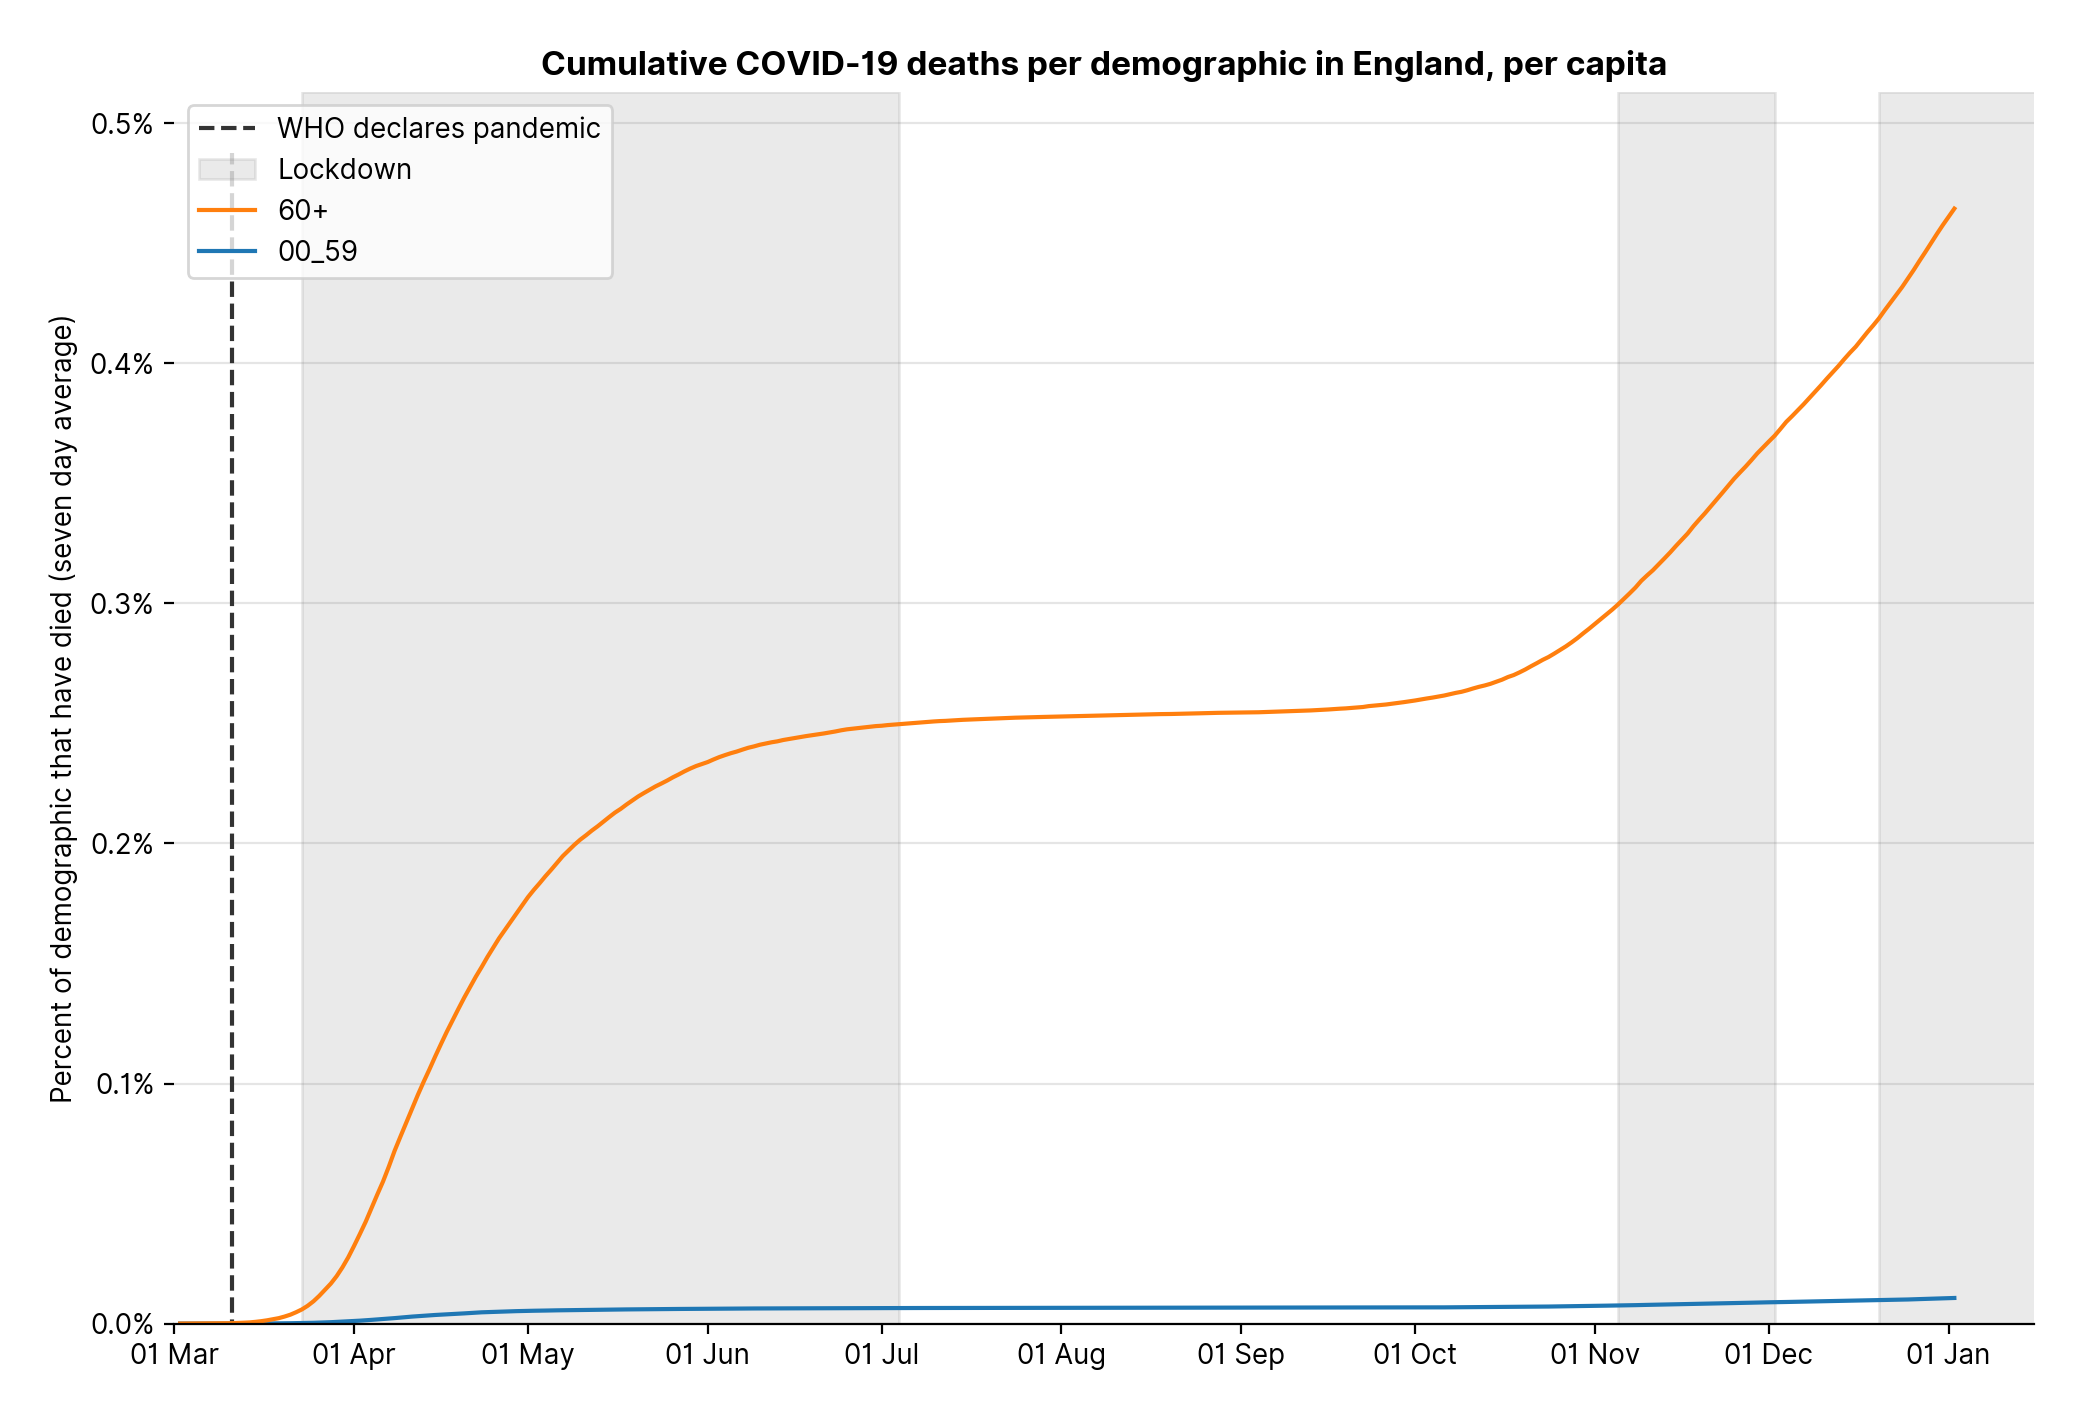 Cumulative COVID-19 deaths per demographic in England, per capita
WHO declares pandemic
Lockdown
60+
00_59
Percent of demographic that have died (seven day average)
0.5%
0.4%
0.3%
0.2%
0.1%
0.0%
01 Mar
01 Apr
01 May
01 Jun
01 Jul
01 Aug
01 Sep
01 Oct
01 Nov
01 Dec
01 Jan